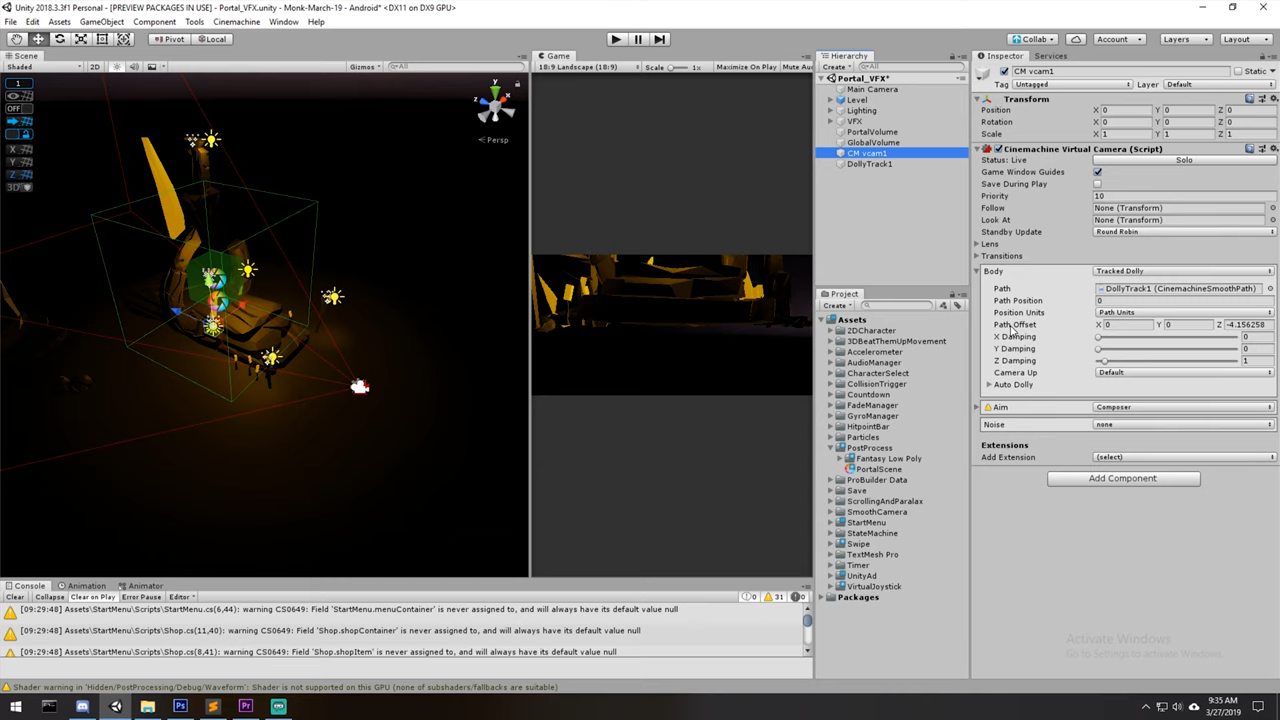 Unity 2018.3.3f1 Personal - [PREVIEW PACKAGES IN USE] - Portal_VFX.unity - Monk-March-19 - Android* <DX11 on DX9 GPU>
File Edit Assets GameObject Component Tools Cinemachine Window Help
Pivot Local Collab Account Layers Layout
Scene Game Hierarchy Inspector Services
Shaded 2D Gizmos All 18:9 Landscape (18:9) Scale 1x Maximize On Play Mute Au Create All CM vcam1 Static
Tag Untagged Layer Default
1
OFF
X
Y
Z
3D
y
x
z
Persp
Portal_VFX*
Main Camera
Level
Lighting
VFX
PortalVolume
GlobalVolume
CM vcam1
DollyTrack1
Transform
Position X 0 Y 0 Z 0
Rotation X 0 Y 0 Z 0
Scale X 1 Y 1 Z 1
Cinemachine Virtual Camera (Script)
Status: Live Solo
Game Window Guides
Save During Play
Priority 10
Follow None (Transform)
Look At None (Transform)
Standby Update Round Robin
Lens
Transitions
Body Tracked Dolly
Path DollyTrack1 (CinemachineSmoothPath)
Path Position 0
Position Units Path Units
Path Offset X 0 Y 0 Z -4.156258
X Damping 0
Y Damping 0
Z Damping 1
Camera Up Default
Auto Dolly
Aim Composer
Noise none
Extensions
Add Extension (select)
Add Component
Project
Create
Assets
2DCharacter
3DBeatThemUpMovement
Accelerometer
AudioManager
CharacterSelect
CollisionTrigger
Countdown
FadeManager
GyroManager
HitpointBar
Particles
PostProcess
Fantasy Low Poly
PortalScene
ProBuilder Data
Save
ScrollingAndParalax
SmoothCamera
StartMenu
StateMachine
Swipe
TextMesh Pro
Timer
UnityAd
VirtualJoystick
Packages
Console Animation Animator
Clear Collapse Clear on Play Error Pause Editor 0 31 0
[09:29:48] Assets\StartMenu\Scripts\StartMenu.cs(6,44): warning CS0649: Field 'StartMenu.menuContainer' is never assigned to, and will always have its default value null
[09:29:48] Assets\StartMenu\Scripts\Shop.cs(11,40): warning CS0649: Field 'Shop.shopContainer' is never assigned to, and will always have its default value null
[09:29:48] Assets\StartMenu\Scripts\Shop.cs(8,41): warning CS0649: Field 'Shop.shopItem' is never assigned to, and will always have its default value null
Shader warning in 'Hidden/PostProcessing/Debug/Waveform': Shader is not supported on this GPU (none of subshaders/fallbacks are suitable)
Activate Windows
Go to Settings to activate Windows.
Ps Pr
9:35 AM
3/27/2019